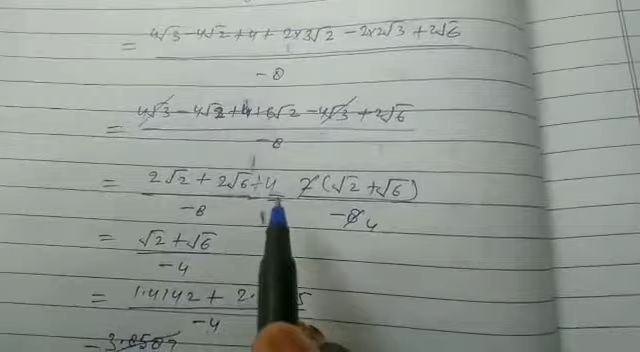 = 4√3 - 4√2 + 4 + 2×3√2 - 2×2√3 + 2√6 / -8
= 4√3 - 4√2 + 4 + 6√2 - 4√3 + 2√6 / -8
= 2√2 + 2√6 + 4 / -8 2(√2 + √6) / -8 4
= √2 + √6 / -4
= 1.4142 + 2. 5 / -4